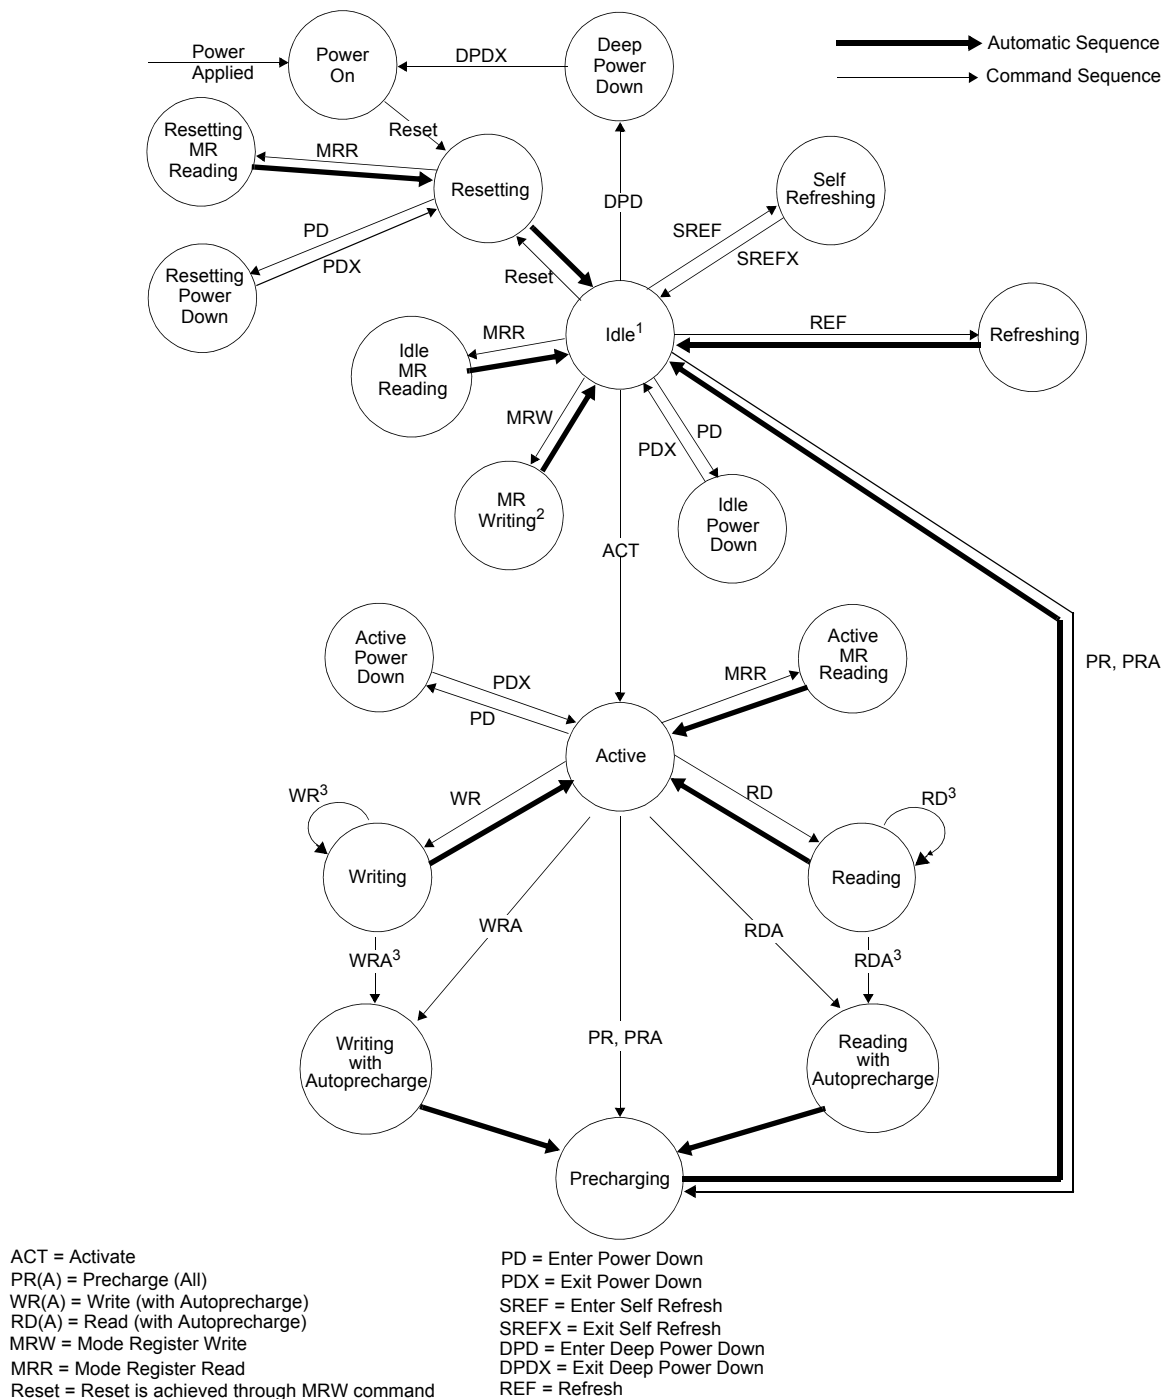 Power
Applied
Power
On
DPDX
Deep
Power
Down
Automatic Sequence
Command Sequence
Reset
Resetting
MR
Reading
MRR
Resetting
Self
Refreshing
DPD
SREF
SREFX
PD
PDX
Resetting
Power
Down
Reset
Idle¹
REF
Refreshing
MRR
Idle
MR
Reading
MRW
PD
PDX
MR
Writing²
Idle
Power
Down
ACT
Active
Power
Down
Active
MR
Reading
PR, PRA
PDX
PD
MRR
Active
WR³
WR
RD
RD³
Writing
Reading
WRA
RDA
WRA³
RDA³
Writing
with
Autoprecharge
PR, PRA
Reading
with
Autoprecharge
Precharging
ACT = Activate
PR(A) = Precharge (All)
WR(A) = Write (with Autoprecharge)
RD(A) = Read (with Autoprecharge)
MRW = Mode Register Write
MRR = Mode Register Read
Reset = Reset is achieved through MRW command
PD = Enter Power Down
PDX = Exit Power Down
SREF = Enter Self Refresh
SREFX = Exit Self Refresh
DPD = Enter Deep Power Down
DPDX = Exit Deep Power Down
REF = Refresh